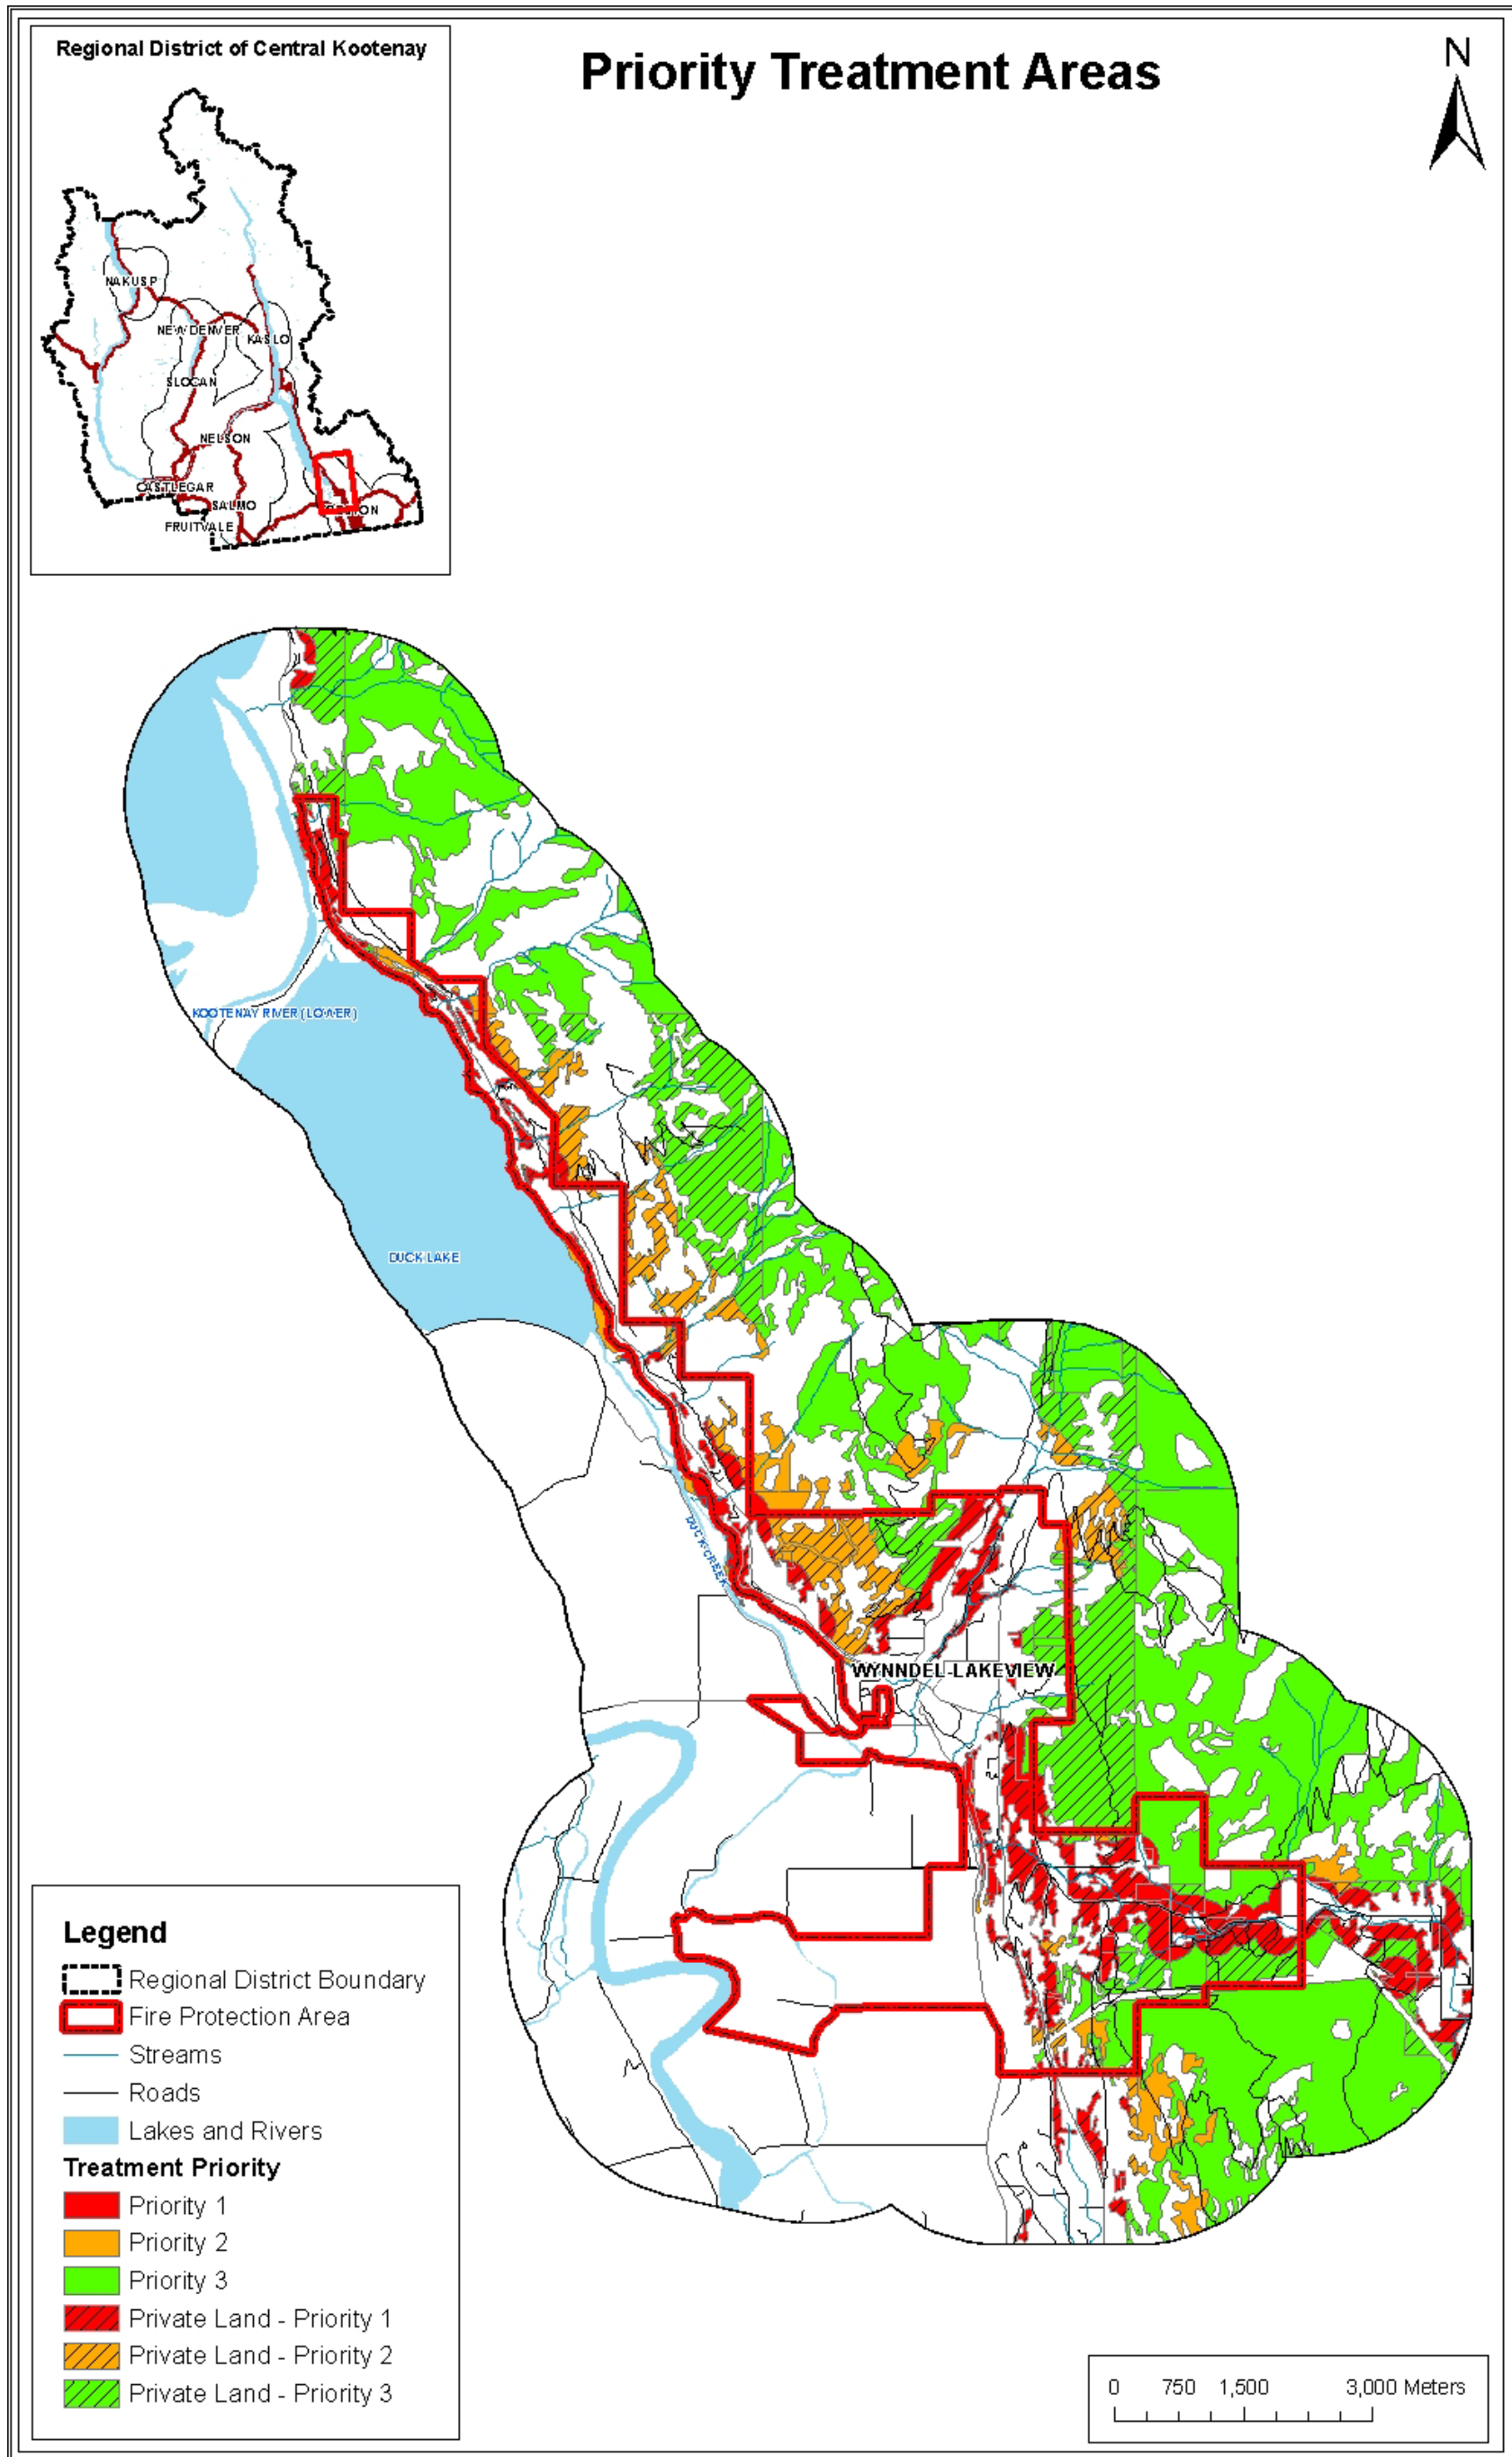 Regional District of Central Kootenay
Priority Treatment Areas
N
NAKUSP
NEW DENVER
KASLO
SLOCAN
NELSON
CASTLEGAR
SALMO
FRUITVALE
KOOTENAY RIVER (LOWER)
DUCK LAKE
DUCK CREEK
WYNNDEL-LAKEVIEW
Legend
Regional District Boundary
Fire Protection Area
Streams
Roads
Lakes and Rivers
Treatment Priority
Priority 1
Priority 2
Priority 3
Private Land - Priority 1
Private Land - Priority 2
Private Land - Priority 3
0 750 1,500 3,000 Meters